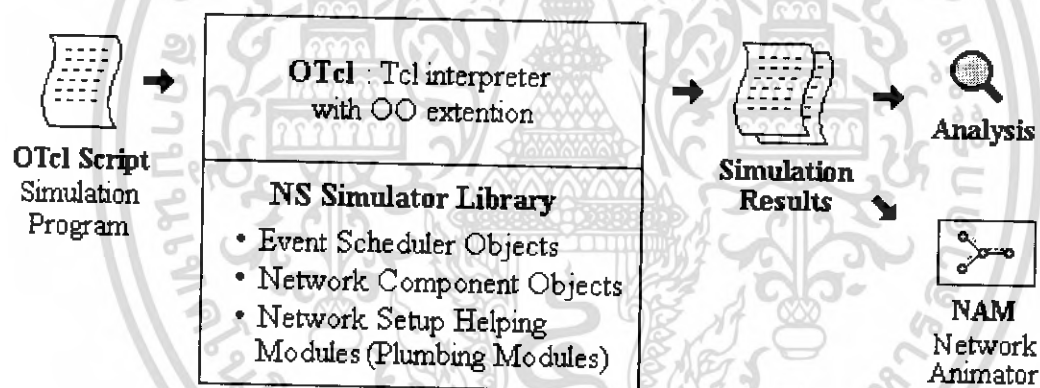 OTcl Script
Simulation
Program
OTcl : Tcl interpreter
with OO extention
NS Simulator Library
• Event Scheduler Objects
• Network Component Objects
• Network Setup Helping
Modules (Plumbing Modules)
Simulation
Results
Analysis
NAM
Network
Animator